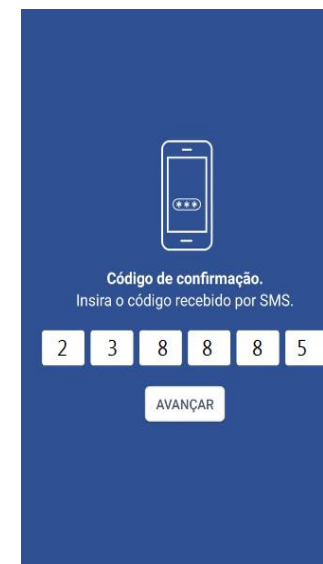 Código de confirmação.
Insira o código recebido por SMS.
2 3 8 8 8 5
AVANÇAR